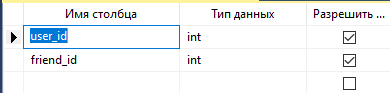 Имя столбца Тип данных Разрешить ...
user_id int
friend_id int